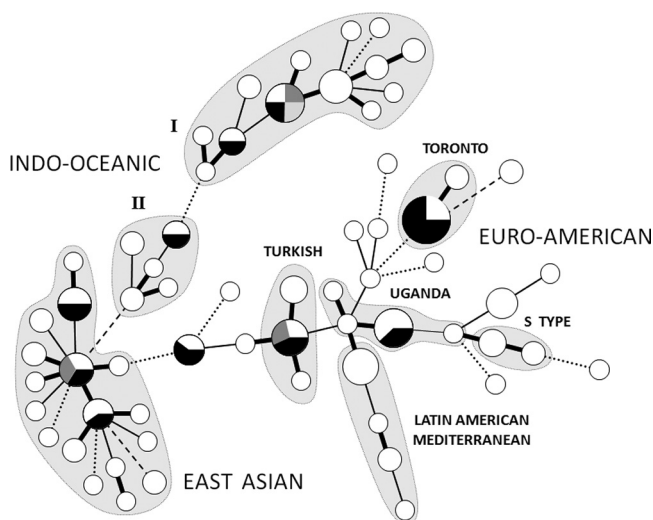 I
INDO-OCEANIC
II
TORONTO
EURO-AMERICAN
TURKISH
UGANDA
S TYPE
LATIN AMERICAN
MEDITERRANEAN
EAST ASIAN